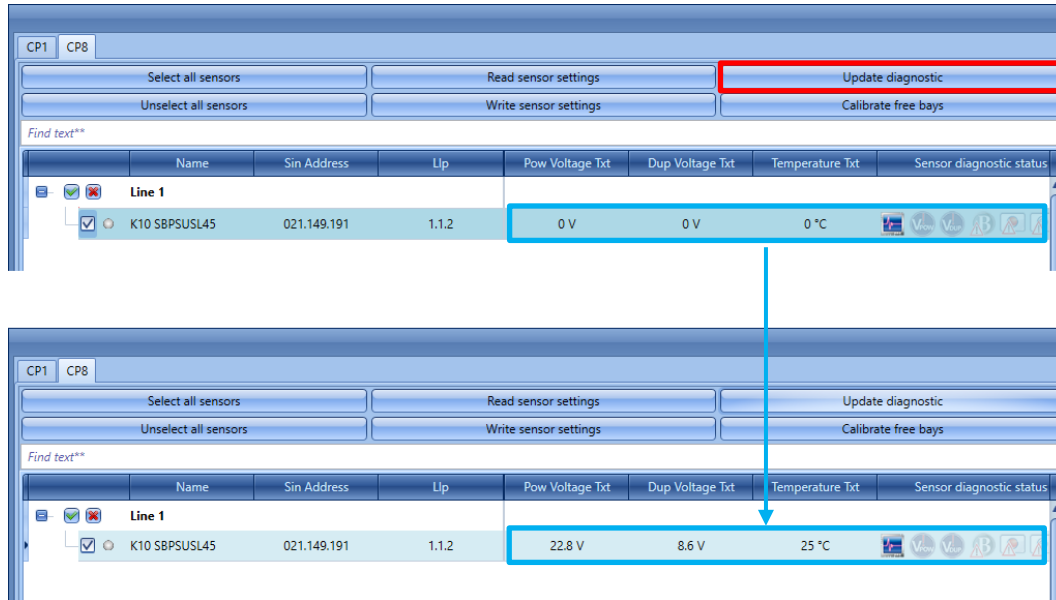 CP1 CP8
Select all sensors Read sensor settings Update diagnostic
Unselect all sensors Write sensor settings Calibrate free bays
Find text**
Name Sin Address Llp Pow Voltage Txt Dup Voltage Txt Temperature Txt Sensor diagnostic status
Line 1
K10 SBPSUSL45 021.149.191 1.1.2 0 V 0 V 0 °C
CP1 CP8
Select all sensors Read sensor settings Update diagnostic
Unselect all sensors Write sensor settings Calibrate free bays
Find text**
Name Sin Address Llp Pow Voltage Txt Dup Voltage Txt Temperature Txt Sensor diagnostic status
Line 1
K10 SBPSUSL45 021.149.191 1.1.2 22.8 V 8.6 V 25 °C